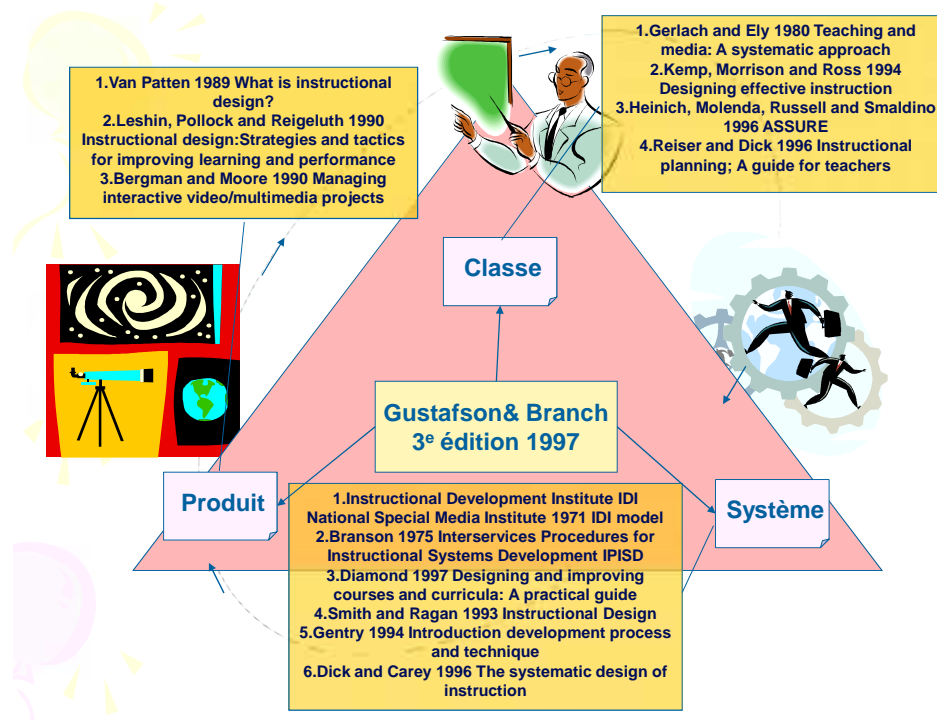 1.Van Patten 1989 What is instructional
design?
2.Leshin, Pollock and Reigeluth 1990
Instructional design:Strategies and tactics
for improving learning and performance
3.Bergman and Moore 1990 Managing
interactive video/multimedia projects
1.Gerlach and Ely 1980 Teaching and
media: A systematic approach
2.Kemp, Morrison and Ross 1994
Designing effective instruction
3.Heinich, Molenda, Russell and Smaldino
1996 ASSURE
4.Reiser and Dick 1996 Instructional
planning; A guide for teachers
Classe
Gustafson& Branch
3e édition 1997
Produit
Système
1.Instructional Development Institute IDI
National Special Media Institute 1971 IDI model
2.Branson 1975 Interservices Procedures for
Instructional Systems Development IPISD
3.Diamond 1997 Designing and improving
courses and curricula: A practical guide
4.Smith and Ragan 1993 Instructional Design
5.Gentry 1994 Introduction development process
and technique
6.Dick and Carey 1996 The systematic design of
instruction